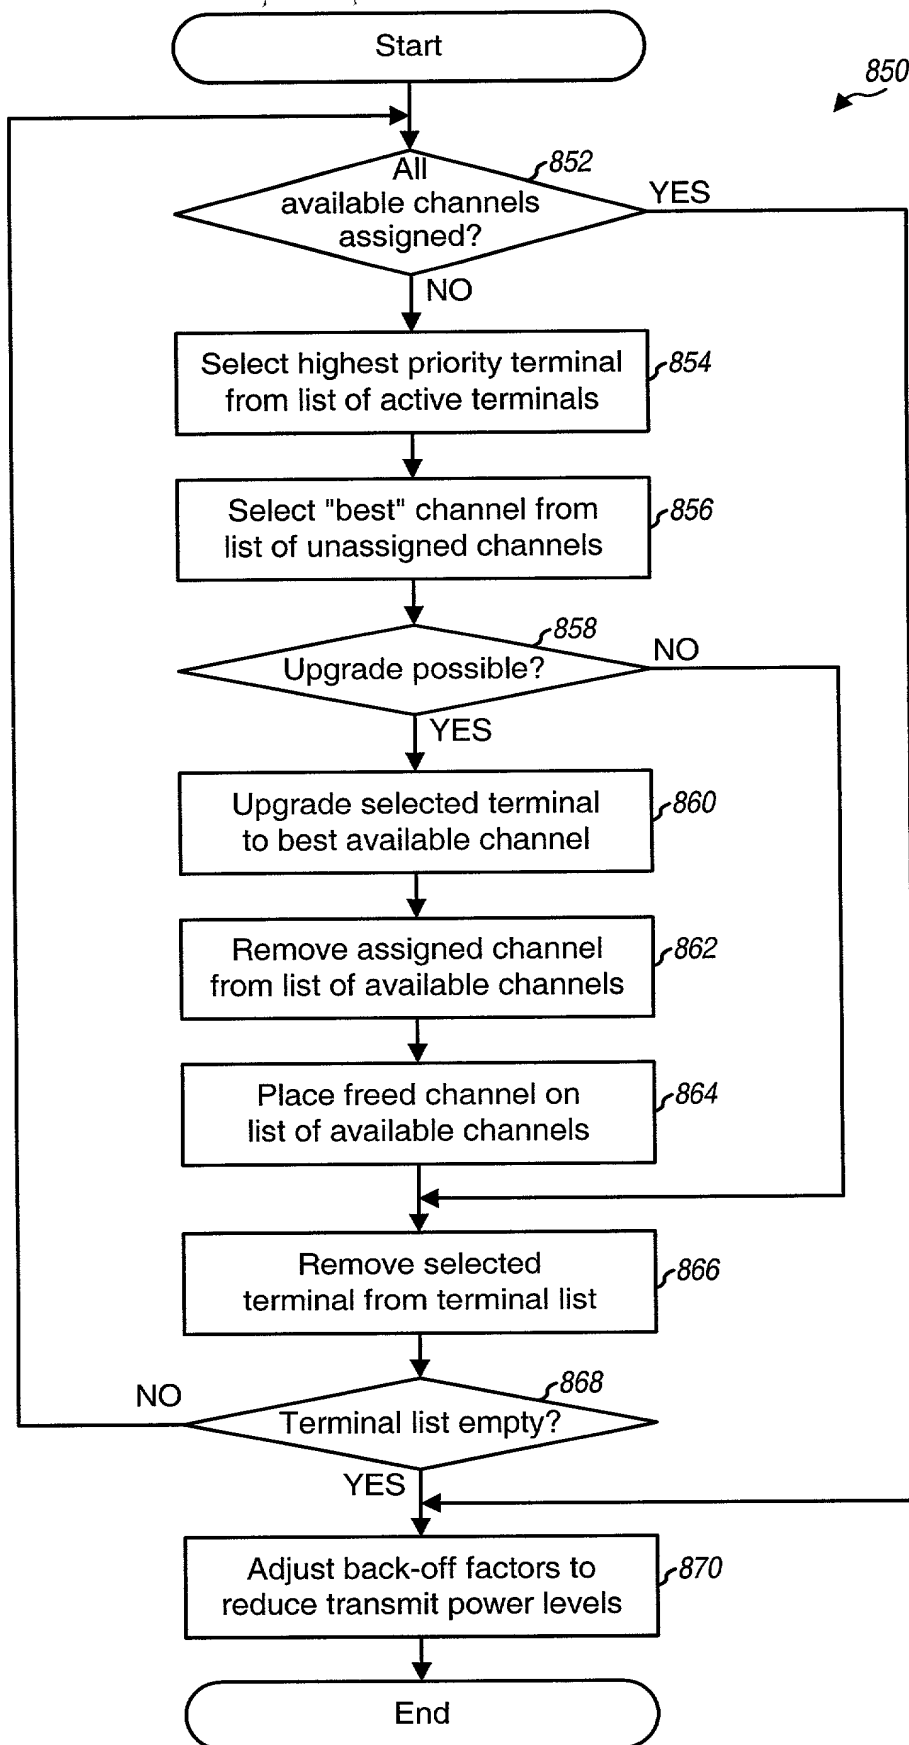 Start
850
All
available channels
assigned?
852
YES
NO
Select highest priority terminal
from list of active terminals
854
Select "best" channel from
list of unassigned channels
856
Upgrade possible?
858
NO
YES
Upgrade selected terminal
to best available channel
860
Remove assigned channel
from list of available channels
862
Place freed channel on
list of available channels
864
Remove selected
terminal from terminal list
866
Terminal list empty?
868
NO
YES
Adjust back-off factors to
reduce transmit power levels
870
End